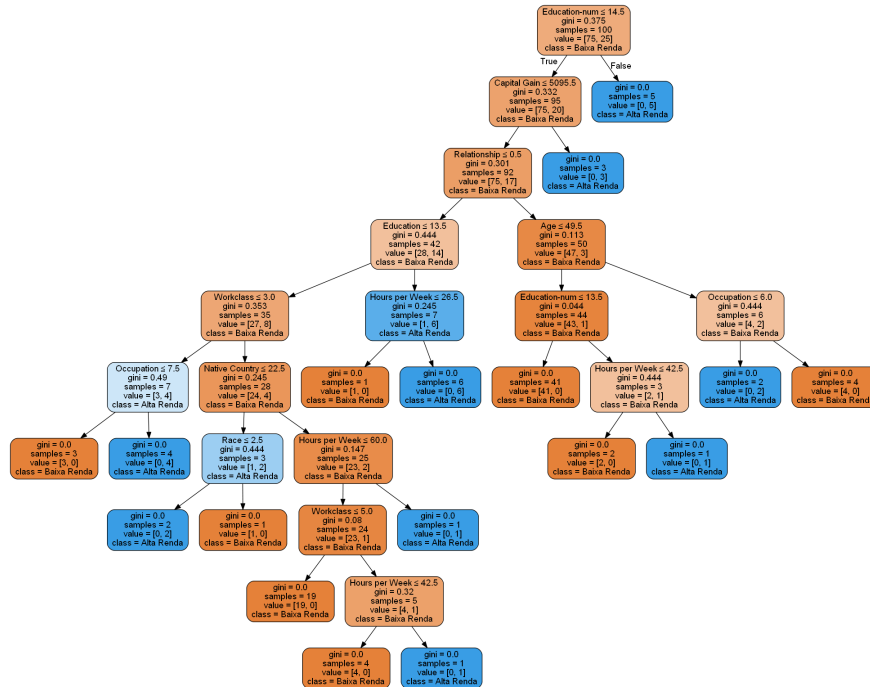 Education-num ≤ 14.5
gini = 0.375
samples = 100
value = [75, 25]
class = Baixa Renda
True
False
Capital Gain ≤ 5095.5
gini = 0.332
samples = 95
value = [75, 20]
class = Baixa Renda
gini = 0.0
samples = 5
value = [0, 5]
class = Alta Renda
Relationship ≤ 0.5
gini = 0.301
samples = 92
value = [75, 17]
class = Baixa Renda
gini = 0.0
samples = 3
value = [0, 3]
class = Alta Renda
Education ≤ 13.5
gini = 0.444
samples = 42
value = [28, 14]
class = Baixa Renda
Age ≤ 49.5
gini = 0.113
samples = 50
value = [47, 3]
class = Baixa Renda
Workclass ≤ 3.0
gini = 0.353
samples = 35
value = [27, 8]
class = Baixa Renda
Hours per Week ≤ 26.5
gini = 0.245
samples = 7
value = [1, 6]
class = Alta Renda
Education-num ≤ 13.5
gini = 0.044
samples = 44
value = [43, 1]
class = Baixa Renda
Occupation ≤ 6.0
gini = 0.444
samples = 6
value = [4, 2]
class = Baixa Renda
Occupation ≤ 7.5
gini = 0.49
samples = 7
value = [3, 4]
class = Alta Renda
Native Country ≤ 22.5
gini = 0.245
samples = 28
value = [24, 4]
class = Baixa Renda
gini = 0.0
samples = 1
value = [1, 0]
class = Baixa Renda
gini = 0.0
samples = 6
value = [0, 6]
class = Alta Renda
gini = 0.0
samples = 41
value = [41, 0]
class = Baixa Renda
Hours per Week ≤ 42.5
gini = 0.444
samples = 3
value = [2, 1]
class = Baixa Renda
gini = 0.0
samples = 2
value = [0, 2]
class = Alta Renda
gini = 0.0
samples = 4
value = [4, 0]
class = Baixa Renda
gini = 0.0
samples = 3
value = [3, 0]
class = Baixa Renda
gini = 0.0
samples = 4
value = [0, 4]
class = Alta Renda
Race ≤ 2.5
gini = 0.444
samples = 3
value = [1, 2]
class = Alta Renda
Hours per Week ≤ 60.0
gini = 0.147
samples = 25
value = [23, 2]
class = Baixa Renda
gini = 0.0
samples = 2
value = [2, 0]
class = Baixa Renda
gini = 0.0
samples = 1
value = [0, 1]
class = Alta Renda
gini = 0.0
samples = 2
value = [0, 2]
class = Alta Renda
gini = 0.0
samples = 1
value = [1, 0]
class = Baixa Renda
Workclass ≤ 5.0
gini = 0.08
samples = 24
value = [23, 1]
class = Baixa Renda
gini = 0.0
samples = 1
value = [0, 1]
class = Alta Renda
gini = 0.0
samples = 19
value = [19, 0]
class = Baixa Renda
Hours per Week ≤ 42.5
gini = 0.32
samples = 5
value = [4, 1]
class = Baixa Renda
gini = 0.0
samples = 4
value = [4, 0]
class = Baixa Renda
gini = 0.0
samples = 1
value = [0, 1]
class = Alta Renda